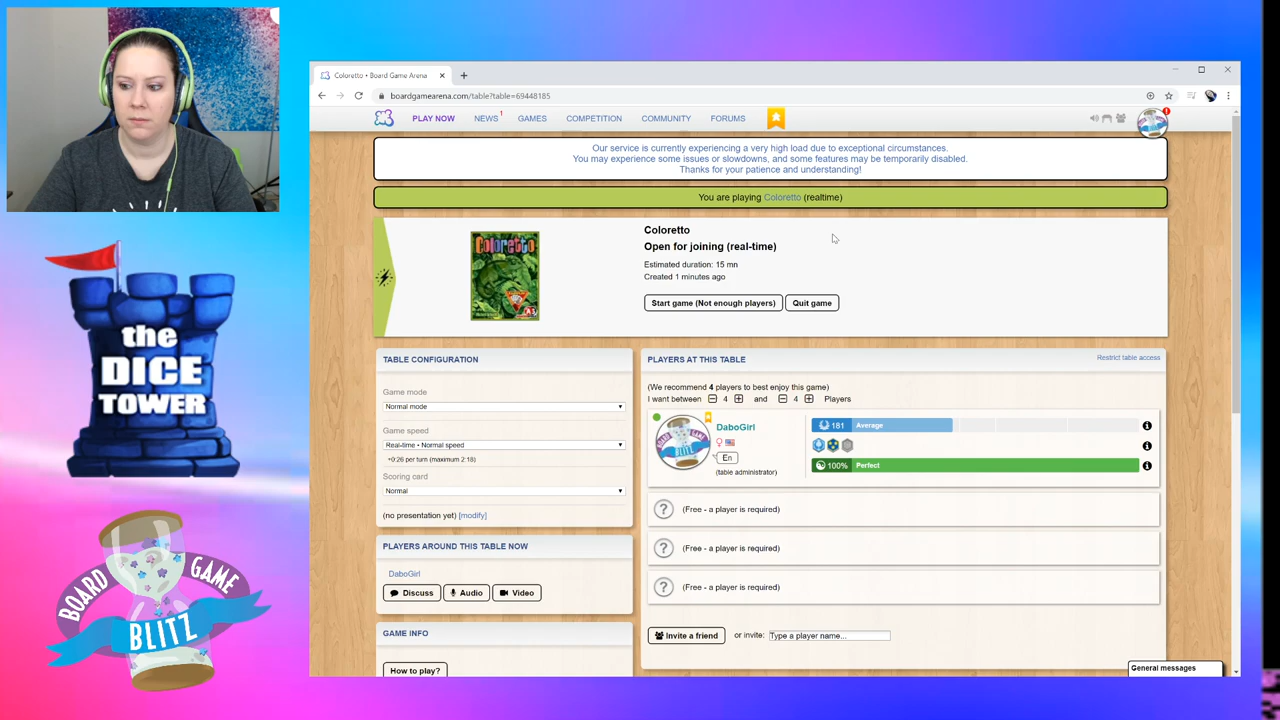 Coloretto • Board Game Arena
boardgamearena.com/table?table=69448185
PLAY NOW NEWS 1 GAMES COMPETITION COMMUNITY FORUMS
Our service is currently experiencing a very high load due to exceptional circumstances.
You may experience some issues or slowdowns, and some features may be temporarily disabled.
Thanks for your patience and understanding!
You are playing Coloretto (realtime)
Coloretto
Coloretto
Open for joining (real-time)
Estimated duration: 15 mn
Created 1 minutes ago
Start game (Not enough players) Quit game
TABLE CONFIGURATION
Game mode
Normal mode
Game speed
Real-time • Normal speed
+0:26 per turn (maximum 2:18)
Scoring card
Normal
(no presentation yet) [modify]
PLAYERS AROUND THIS TABLE NOW
DaboGirl
Discuss Audio Video
GAME INFO
How to play?
PLAYERS AT THIS TABLE Restrict table access
(We recommend 4 players to best enjoy this game)
I want between 4 and 4 Players
BLITZ
DaboGirl
En
(table administrator)
181 Average
100% Perfect
(Free - a player is required)
(Free - a player is required)
(Free - a player is required)
Invite a friend or invite: Type a player name...
General messages
the
DICE
TOWER
BOARD GAME
BLITZ